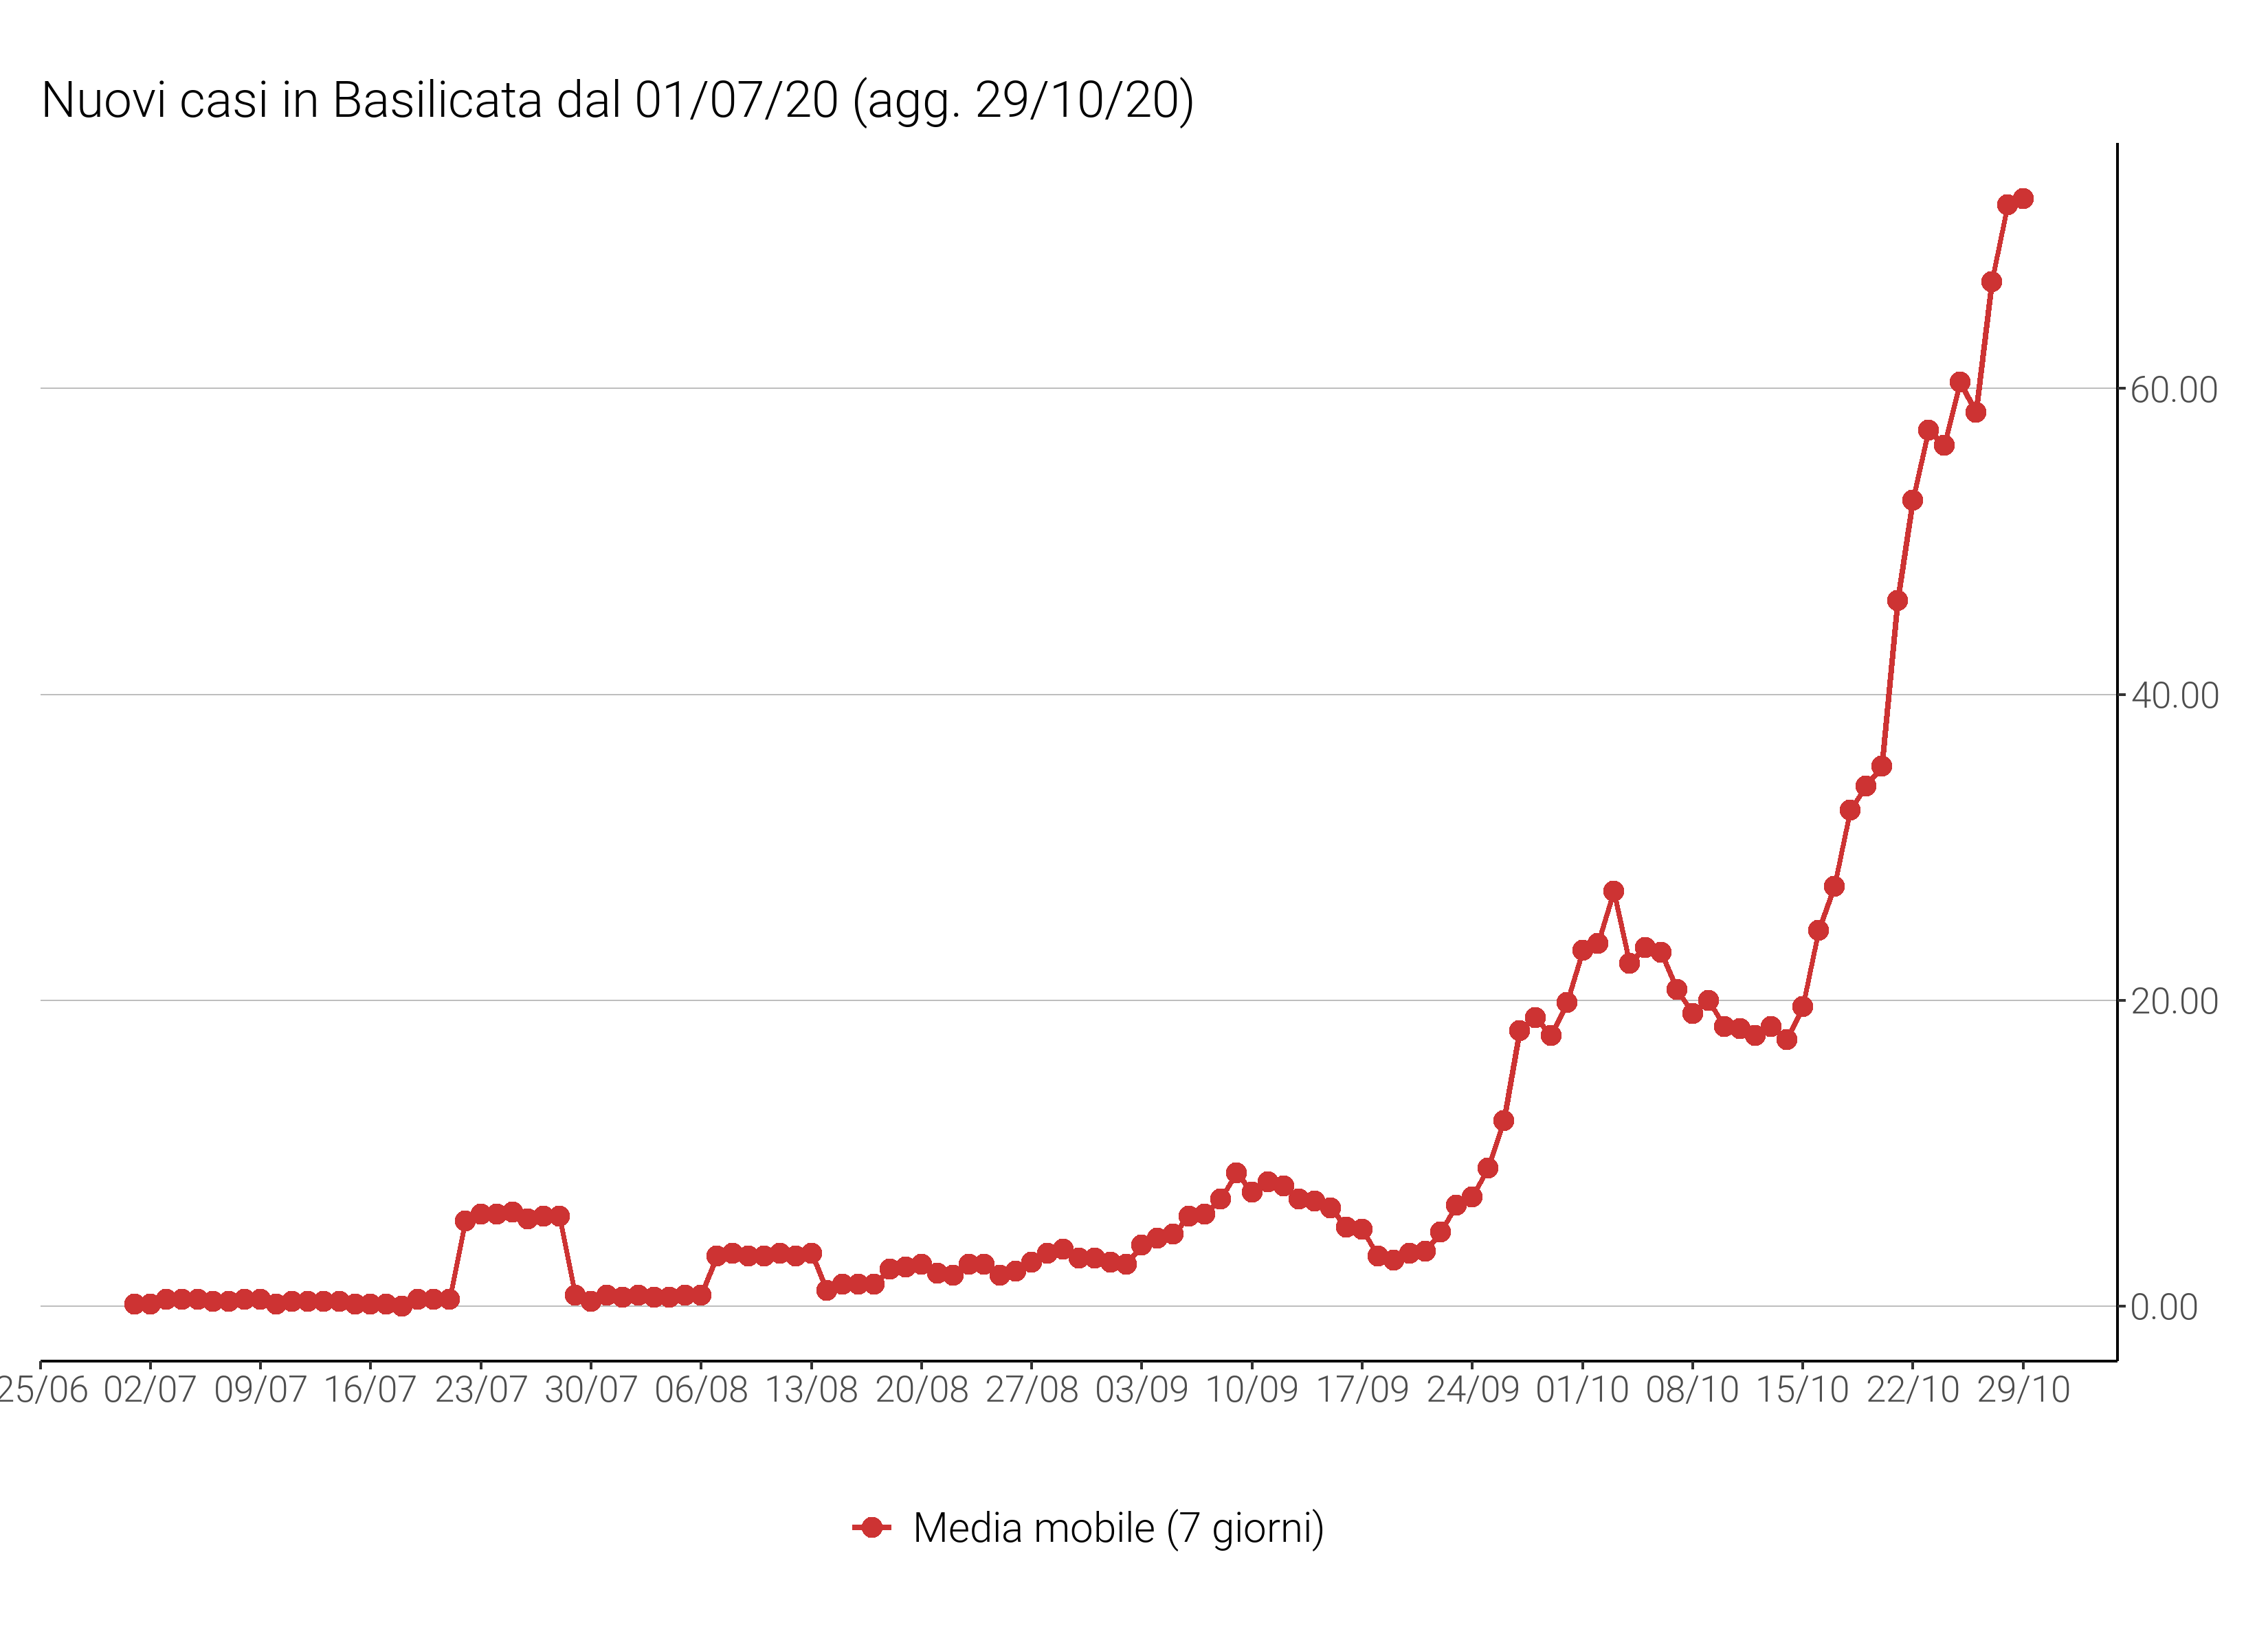 Nuovi casi in Basilicata dal 01/07/20 (agg. 29/10/20)
60.00
40.00
20.00
0.00
25/06 02/07 09/07 16/07 23/07 30/07 06/08 13/08 20/08 27/08 03/09 10/09 17/09 24/09 01/10 08/10 15/10 22/10 29/10
Media mobile (7 giorni)